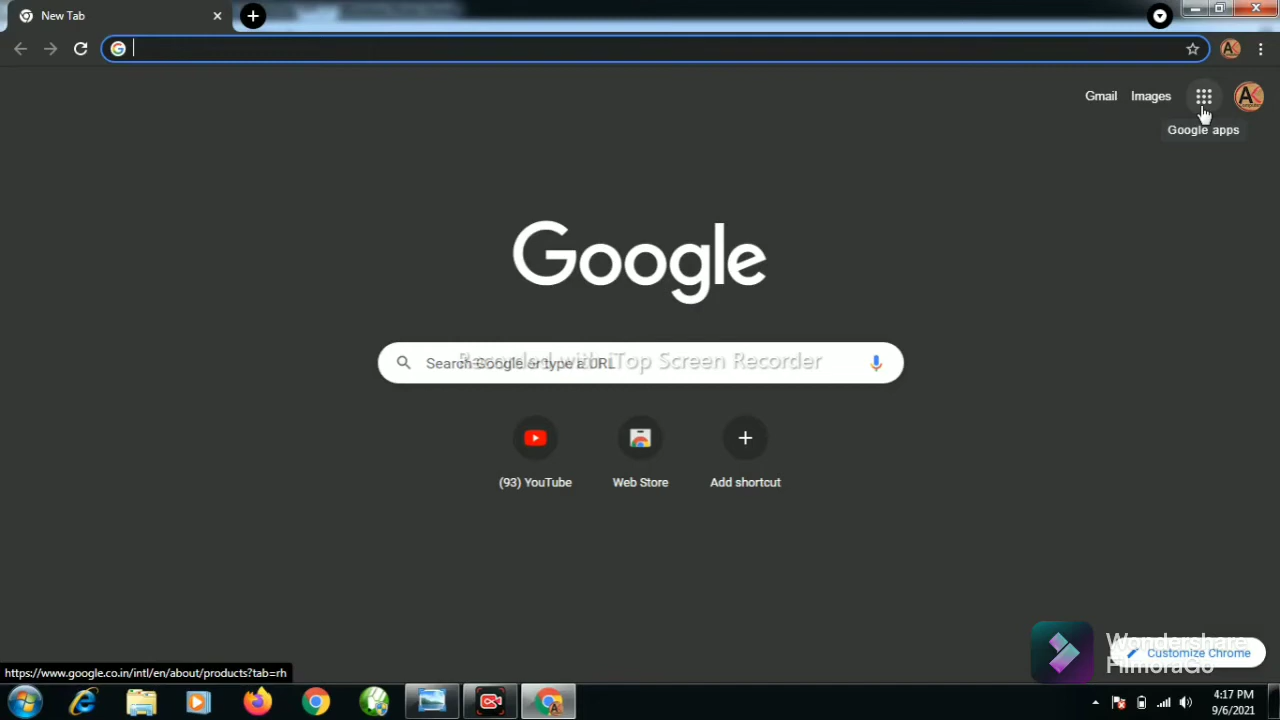 New Tab
Gmail Images
Google apps
Google
Search Google or type a URL
Recorded with iTop Screen Recorder
(93) YouTube
Web Store
Add shortcut
Wondershare
FilmoraGo
Customize Chrome
https://www.google.co.in/intl/en/about/products?tab=rh
4:17 PM
9/6/2021